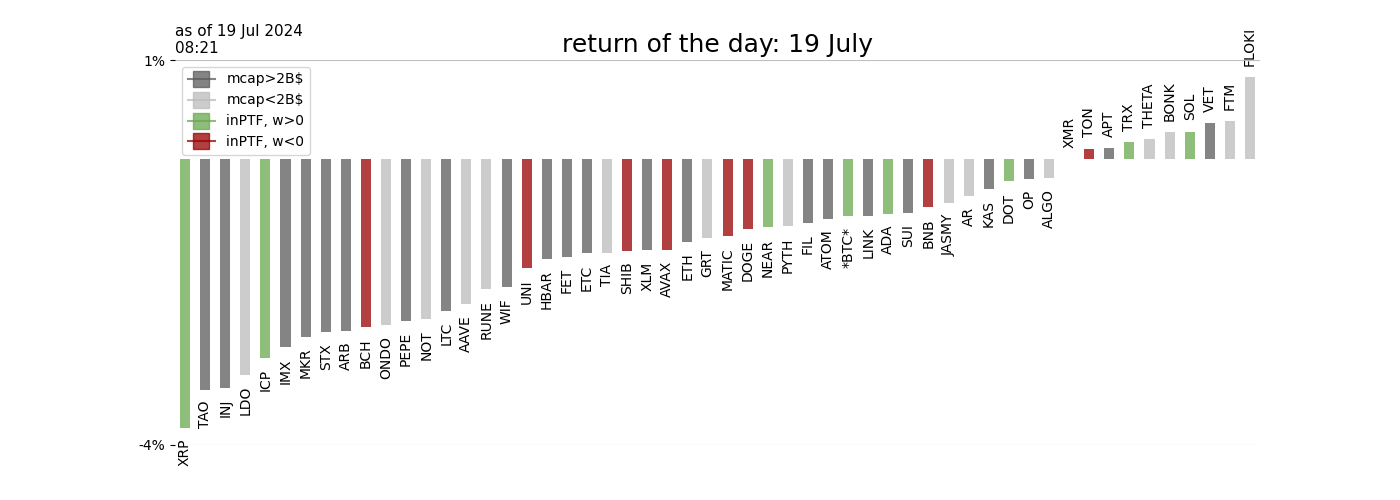 as of 19 Jul 2024
08:21
return of the day: 19 July
1%
mcap>2B$
mcap<2B$
inPTF, w>0
inPTF, w<0
-4%
XRP
TAO
INJ
LDO
ICP
IMX
MKR
STX
ARB
BCH
ONDO
PEPE
NOT
LTC
AAVE
RUNE
WIF
UNI
HBAR
FET
ETC
TIA
SHIB
XLM
AVAX
ETH
GRT
MATIC
DOGE
NEAR
PYTH
FIL
ATOM
*BTC*
LINK
ADA
SUI
BNB
JASMY
AR
KAS
DOT
OP
ALGO
XMR
TON
APT
TRX
THETA
BONK
SOL
VET
FTM
FLOKI